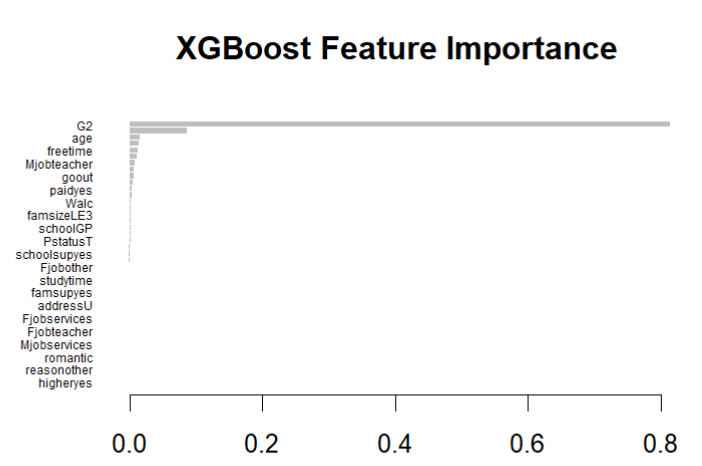 XGBoost Feature Importance
G2
age
freetime
Mjobteacher
goout
paidyes
Walc
famsizeLE3
schoolGP
PstatusT
schoolsupyes
Fjobother
studytime
famsupyes
addressU
Fjobservices
Fjobteacher
Mjobservices
romantic
reasonother
higheryes
0.0 0.2 0.4 0.6 0.8